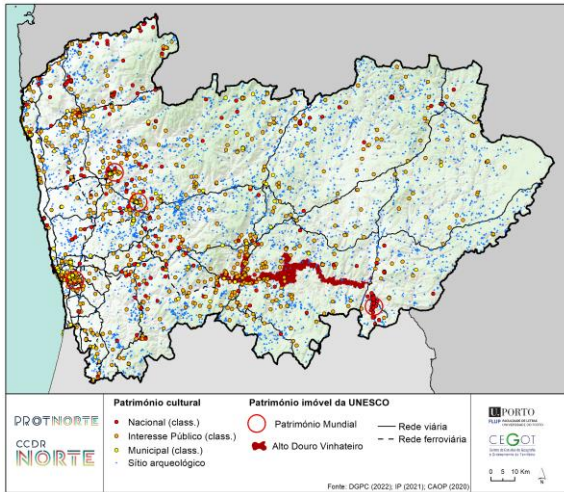 PROTNORTE
CCDR
NORTE
Património cultural
Nacional (class.)
Interesse Público (class.)
Municipal (class.)
Sítio arqueológico
Património imóvel da UNESCO
Património Mundial
Alto Douro Vinhateiro
Rede viária
Rede ferroviária
U.PORTO
FLUP FACULDADE DE LETRAS
UNIVERSIDADE DO PORTO
CEGOT
0 5 10 Km
Fonte: DGPC (2022); IP (2021); CAOP (2020)